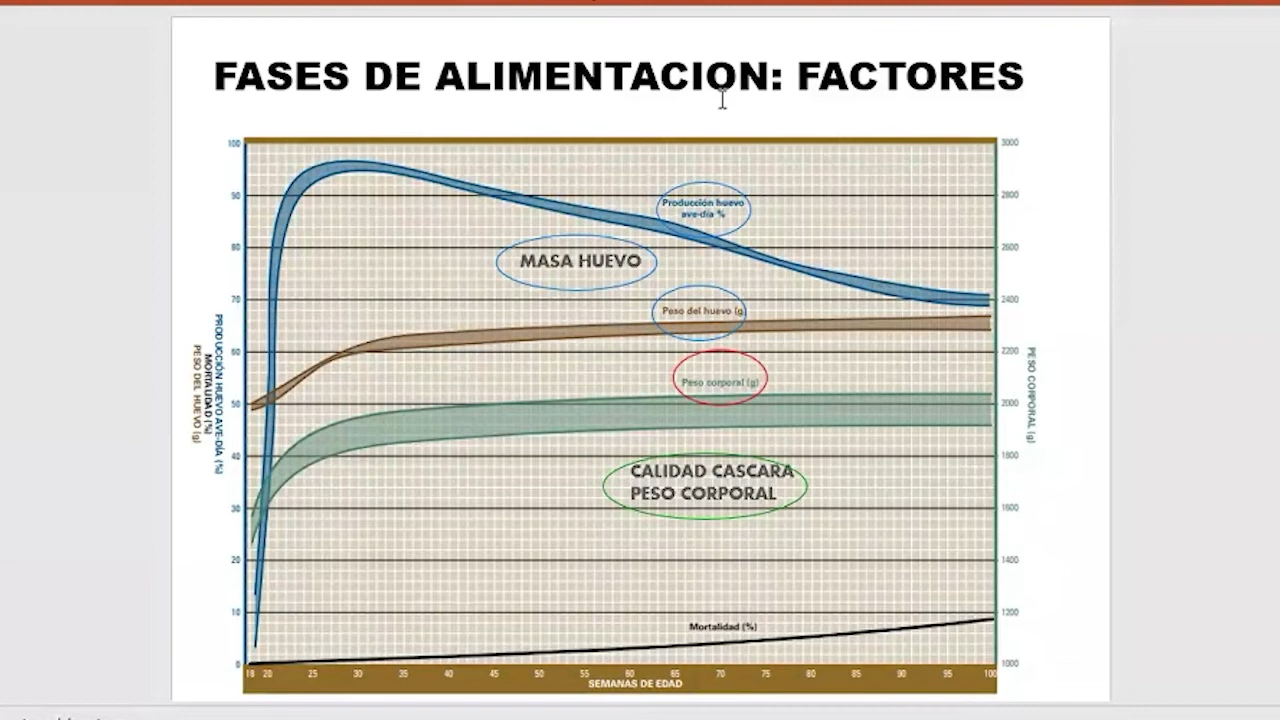 FASES DE ALIMENTACION: FACTORES
100
90
80
70
60
50
40
30
20
10
0
3000
2800
2600
2400
2200
2000
1800
1600
1400
1200
1000
PRODUCCIÓN HUEVO AVE-DÍA (%)
MORTALIDAD (%)
PESO DEL HUEVO (g)
PESO CORPORAL (g)
Producción huevo
ave-día %
MASA HUEVO
Peso del huevo (g
Peso corporal (g)
CALIDAD CASCARA
PESO CORPORAL
Mortalidad (%)
18 20 25 30 35 40 45 50 55 60 65 70 75 80 85 90 95 100
SEMANAS DE EDAD